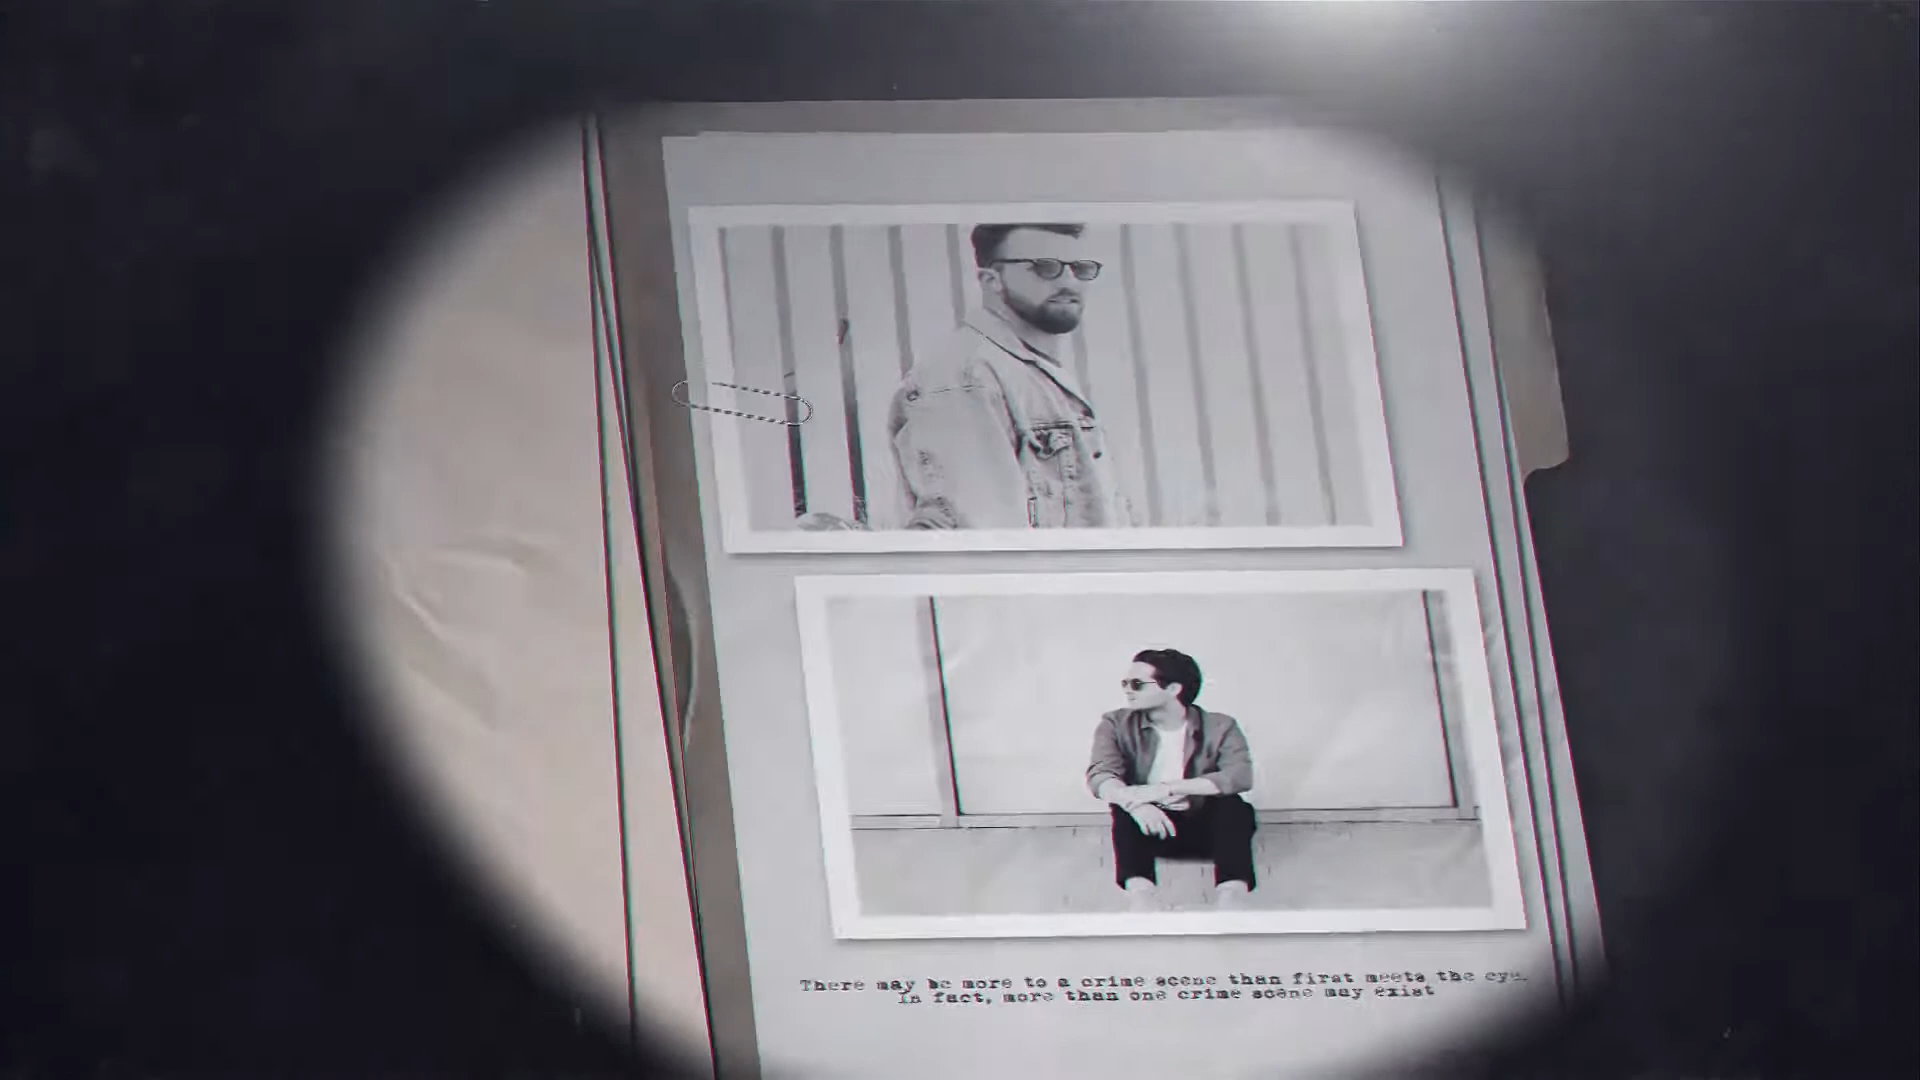 There may be more to a crime scene than first meets the eye.
In fact, more than one crime scene may exist